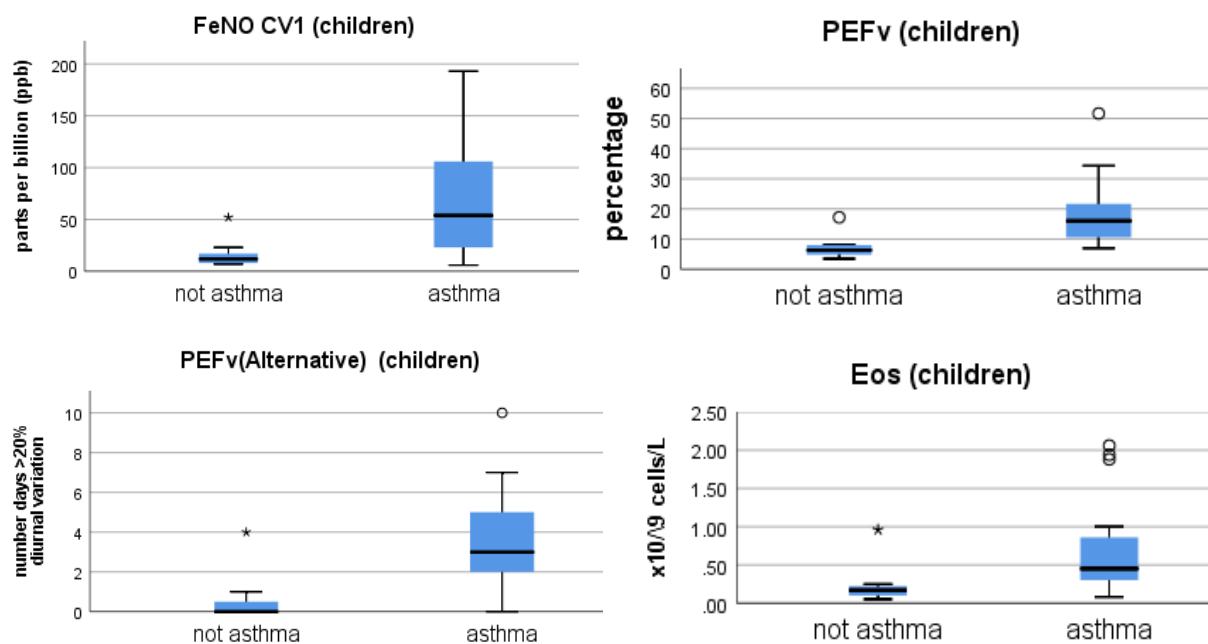 FeNO CV1 (children)
parts per billion (ppb)
200
150
100
50
0
not asthma
asthma
PEFv (children)
percentage
60
50
40
30
20
10
0
not asthma
asthma
PEFv(Alternative) (children)
number days >20%
diurnal variation
10
8
6
4
2
0
not asthma
asthma
Eos (children)
x10/\9 cells/L
2.50
2.00
1.50
1.00
.50
.00
not asthma
asthma